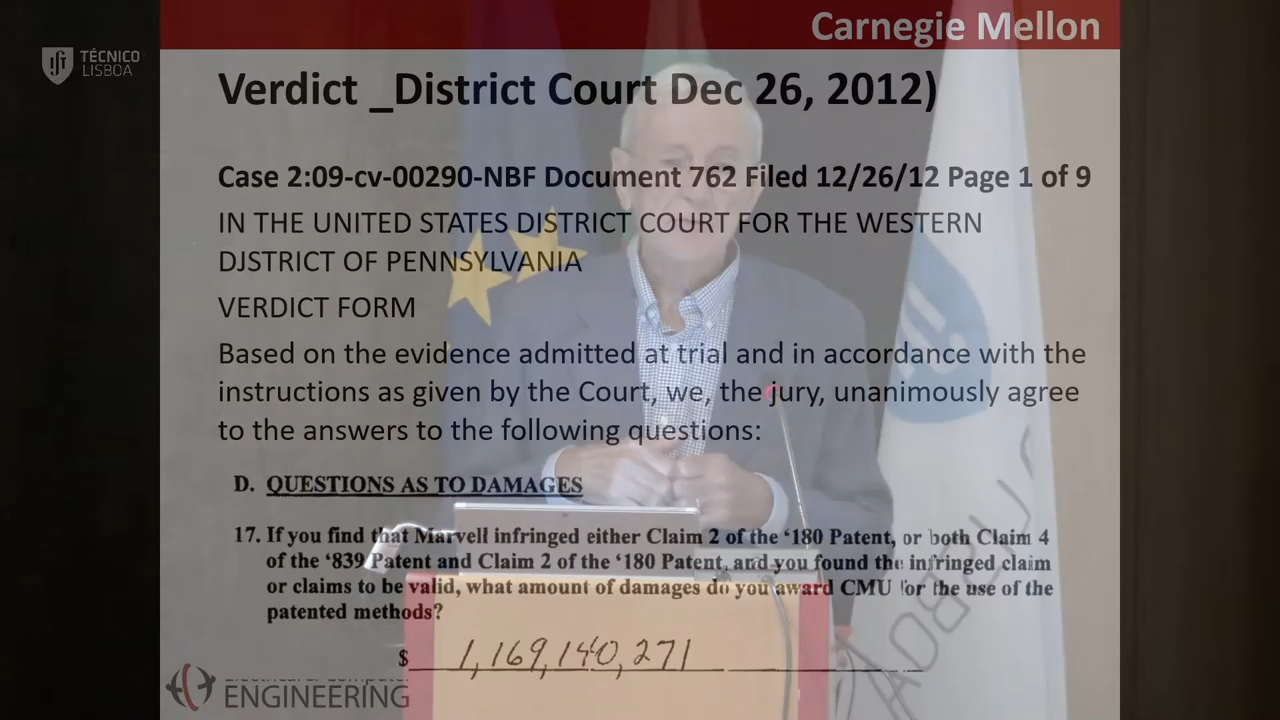 Carnegie Mellon
TÉCNICO
LISBOA
Verdict _District Court Dec 26, 2012)
Case 2:09-cv-00290-NBF Document 762 Filed 12/26/12 Page 1 of 9
IN THE UNITED STATES DISTRICT COURT FOR THE WESTERN
DJSTRICT OF PENNSYLVANIA
VERDICT FORM
Based on the evidence admitted at trial and in accordance with the
instructions as given by the Court, we, the jury, unanimously agree
to the answers to the following questions:
D. QUESTIONS AS TO DAMAGES
17. If you find that Marvell infringed either Claim 2 of the ‘180 Patent, or both Claim 4
of the ‘839 Patent and Claim 2 of the ‘180 Patent, and you found the infringed claim
or claims to be valid, what amount of damages do you award CMU for the use of the
patented methods?
$ 1,169,140,271
Electrical & Computer
ENGINEERING